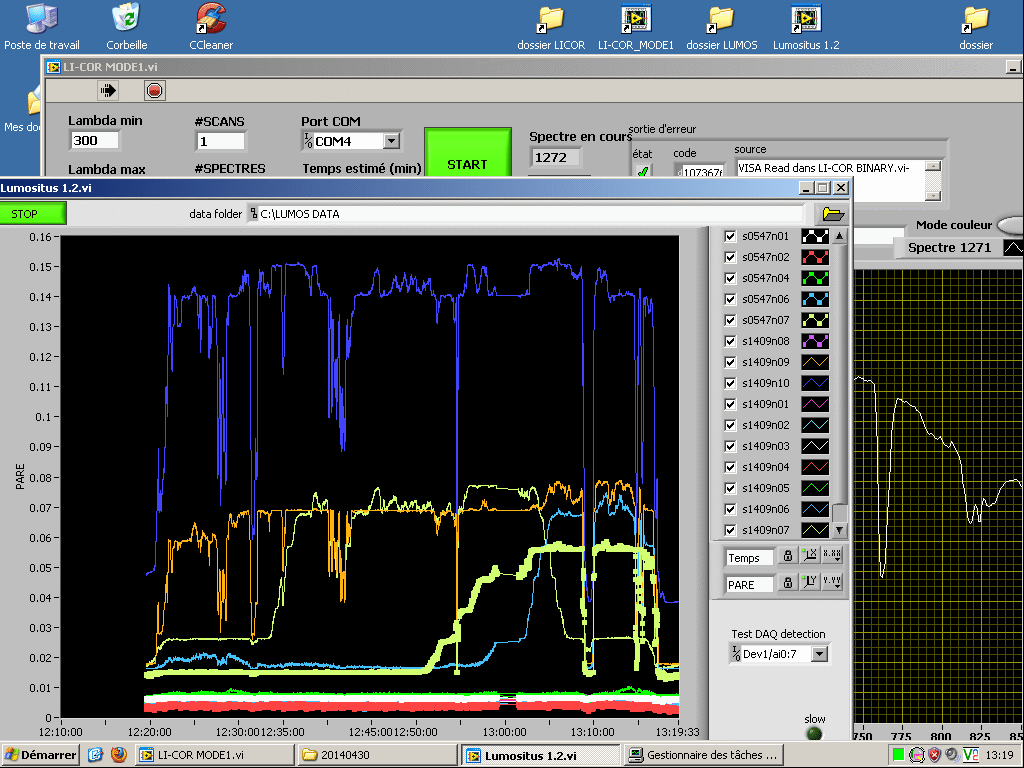 Poste de travail
Corbeille
CCleaner
dossier LICOR
LI-COR_MODE1
dossier LUMOS
Lumositus 1.2
dossier
LI-COR MODE1.vi
Mes do
Lambda min
300
Lambda max
#SCANS
1
#SPECTRES
Port COM
COM4
Temps estimé (min)
START
Spectre en cours
1272
sortie d'erreur
état
code
107367
source
VISA Read dans LI-COR BINARY.vi-
Mode couleur
Spectre 1271
Lumositus 1.2.vi
STOP
data folder
C:\LUMOS DATA
0.16
0.15
0.14
0.13
0.12
0.11
0.1
0.09
0.08
0.07
0.06
0.05
0.04
0.03
0.02
0.01
0
PARE
12:10:00
12:20:00
12:30:00
12:35:00
12:45:00
12:50:00
13:00:00
13:10:00
13:19:33
s0547n01
s0547n02
s0547n04
s0547n06
s0547n07
s1409n08
s1409n09
s1409n10
s1409n01
s1409n02
s1409n03
s1409n04
s1409n05
s1409n06
s1409n07
Temps
X
X.XX
PARE
Y
Y.YY
Test DAQ detection
Dev1/ai0:7
slow
750
775
800
825
85
Démarrer
LI-COR MODE1.vi
20140430
Lumositus 1.2.vi
Gestionnaire des tâches ...
V2
13:19